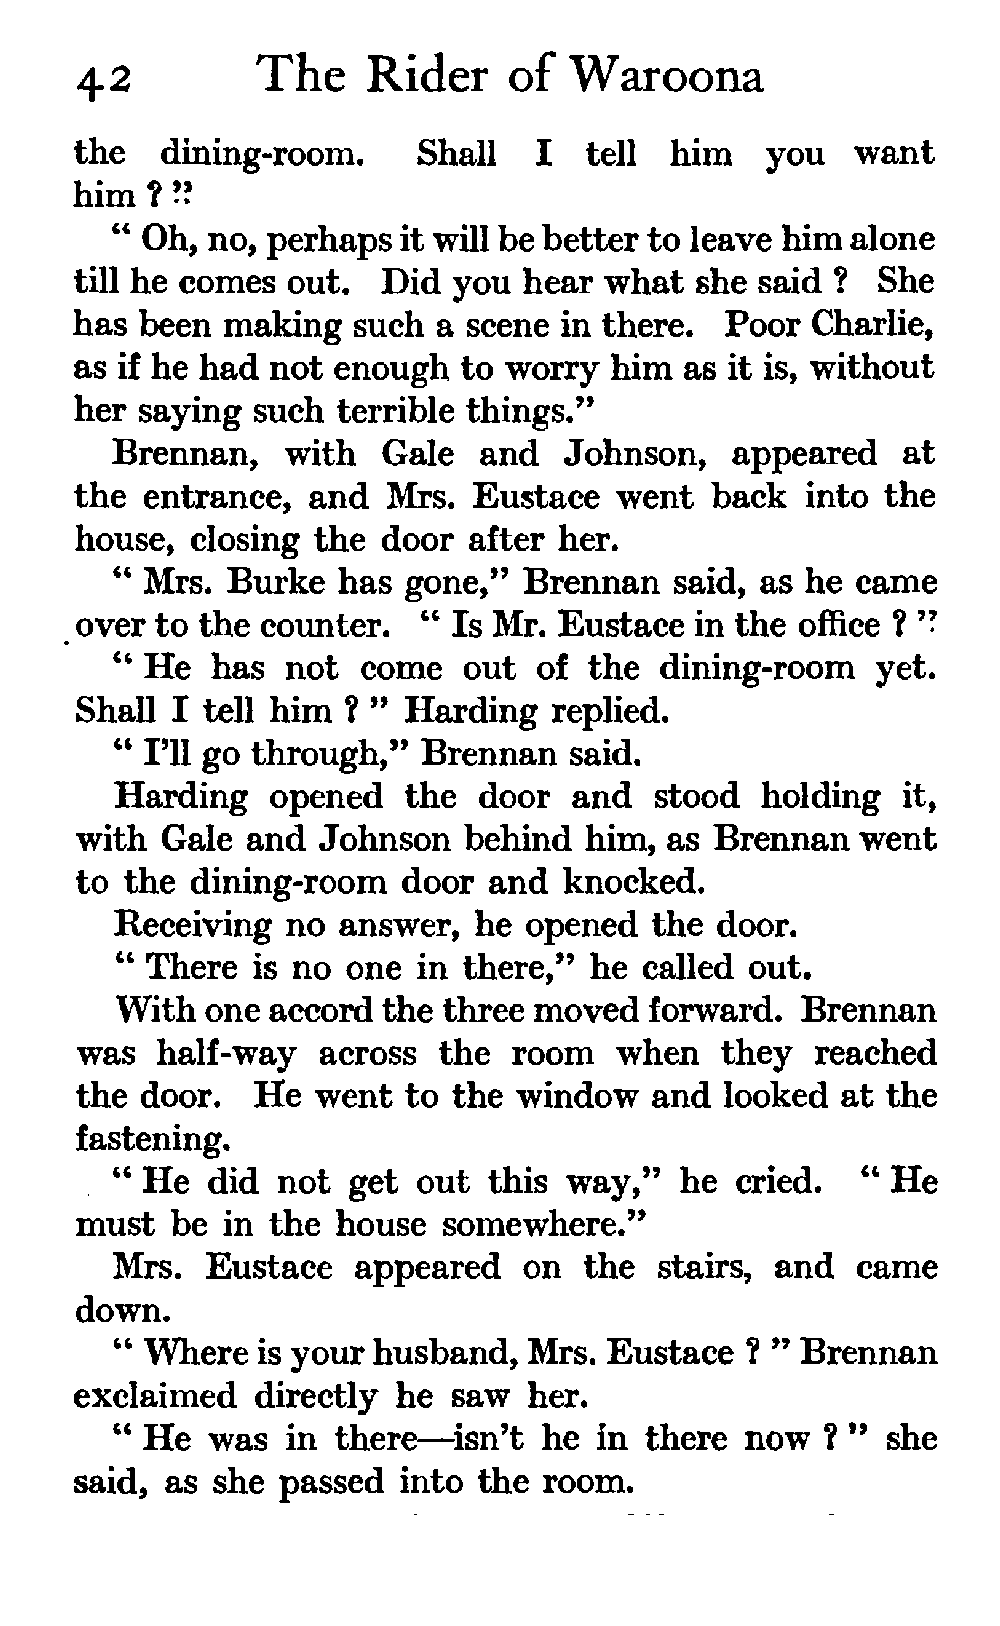 42 The Rider of Waroona
the dining-room. Shall I tell him you want
him ? ”
“ Oh, no, perhaps it will be better to leave him alone
till he comes out. Did you hear what she said ? She
has been making such a scene in there. Poor Charlie,
as if he had not enough to worry him as it is, without
her saying such terrible things.”
Brennan, with Gale and Johnson, appeared at
the entrance, and Mrs. Eustace went back into the
house, closing the door after her.
“ Mrs. Burke has gone,” Brennan said, as he came
over to the counter. “ Is Mr. Eustace in the office ? ”
“ He has not come out of the dining-room yet.
Shall I tell him ? ” Harding replied.
“ I’ll go through,” Brennan said.
Harding opened the door and stood holding it,
with Gale and Johnson behind him, as Brennan went
to the dining-room door and knocked.
Receiving no answer, he opened the door.
“ There is no one in there,” he called out.
With one accord the three moved forward. Brennan
was half-way across the room when they reached
the door. He went to the window and looked at the
fastening.
“ He did not get out this way,” he cried. “ He
must be in the house somewhere.”
Mrs. Eustace appeared on the stairs, and came
down.
“ Where is your husband, Mrs. Eustace ? ” Brennan
exclaimed directly he saw her.
“ He was in there—isn’t he in there now ? ” she
said, as she passed into the room.